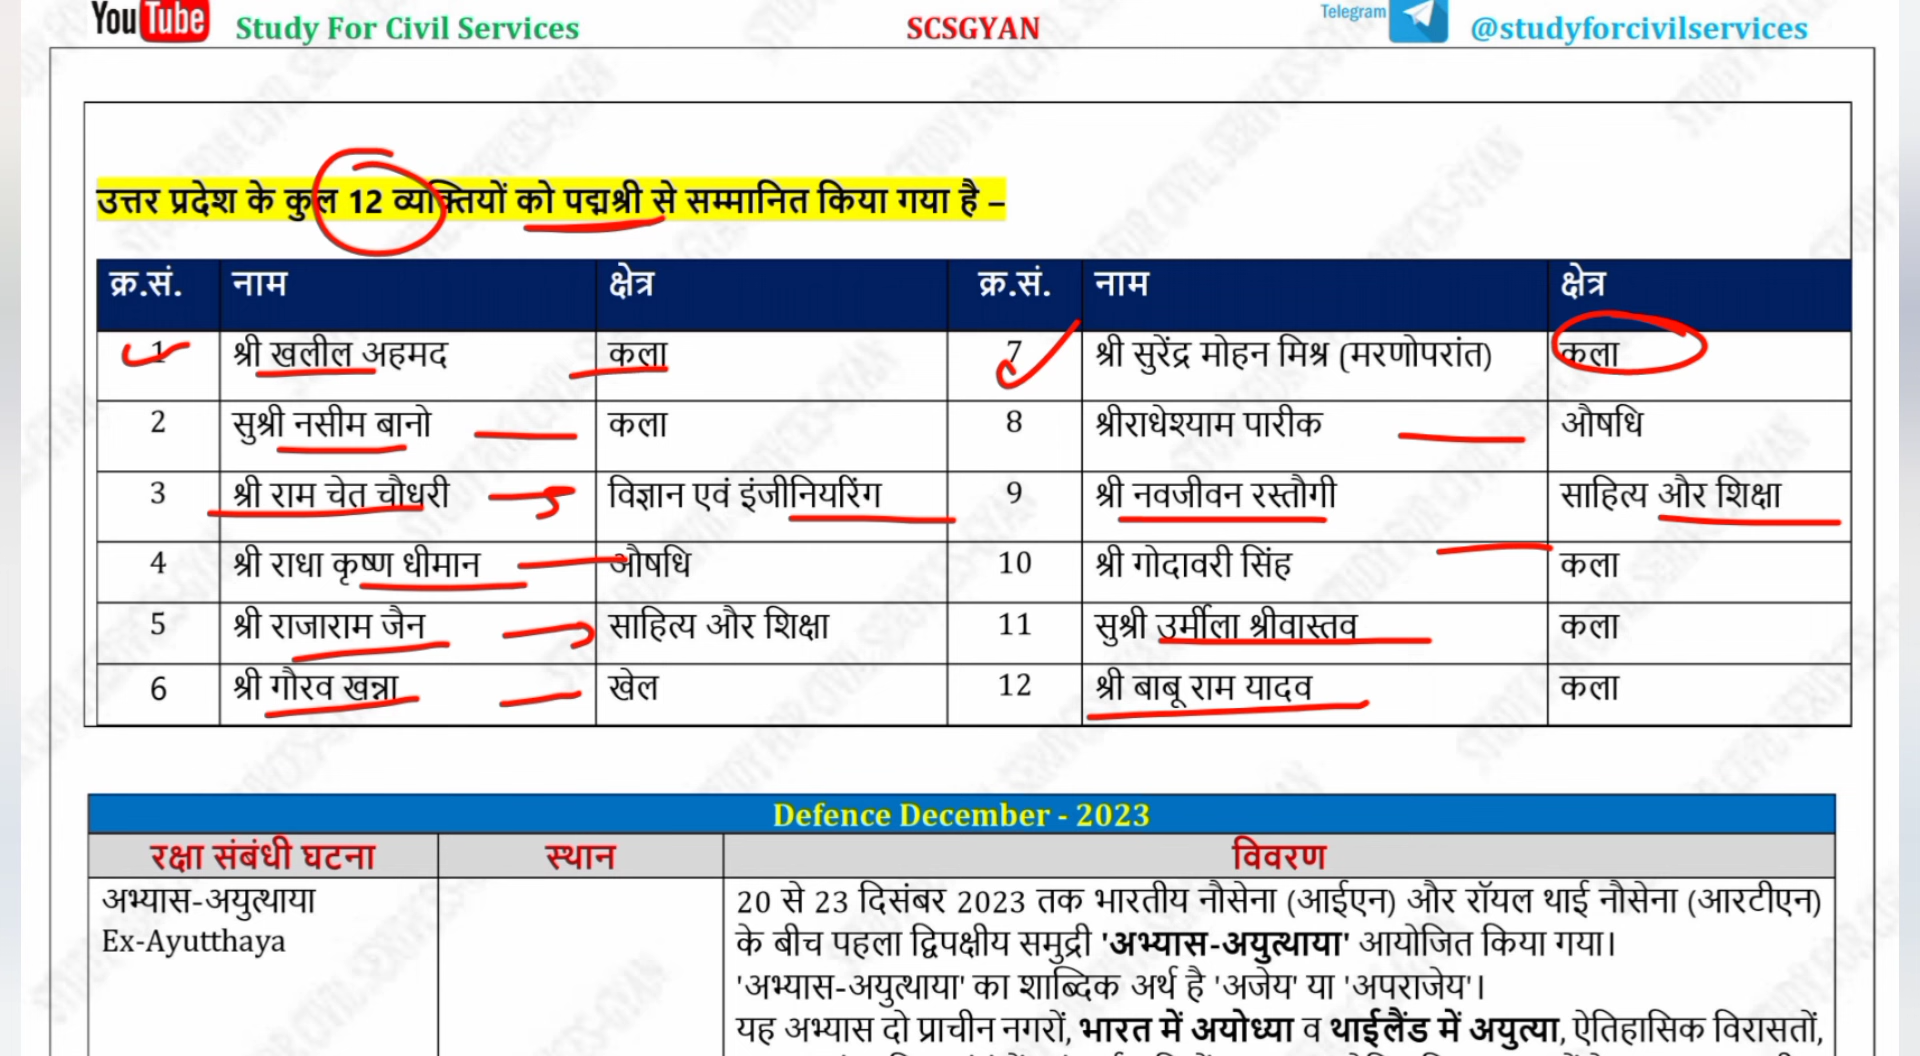 YouTube Study For Civil Services SCSGYAN Telegram @studyforcivilservices
उत्तर प्रदेश के कुल 12 व्यक्तियों को पद्मश्री से सम्मानित किया गया है –
क्र.सं. नाम क्षेत्र क्र.सं. नाम क्षेत्र
1 श्री खलील अहमद कला 7 श्री सुरेंद्र मोहन मिश्र (मरणोपरांत) कला
2 सुश्री नसीम बानो कला 8 श्रीराधेश्याम पारीक औषधि
3 श्री राम चेत चौधरी विज्ञान एवं इंजीनियरिंग 9 श्री नवजीवन रस्तौगी साहित्य और शिक्षा
4 श्री राधा कृष्ण धीमान औषधि 10 श्री गोदावरी सिंह कला
5 श्री राजाराम जैन साहित्य और शिक्षा 11 सुश्री उर्मीला श्रीवास्तव कला
6 श्री गौरव खन्ना खेल 12 श्री बाबू राम यादव कला
Defence December - 2023
रक्षा संबंधी घटना स्थान विवरण
अभ्यास-अयुत्थाया
Ex-Ayutthaya
20 से 23 दिसंबर 2023 तक भारतीय नौसेना (आईएन) और रॉयल थाई नौसेना (आरटीएन)
के बीच पहला द्विपक्षीय समुद्री 'अभ्यास-अयुत्थाया' आयोजित किया गया।
'अभ्यास-अयुत्थाया' का शाब्दिक अर्थ है 'अजेय' या 'अपराजेय'।
यह अभ्यास दो प्राचीन नगरों, भारत में अयोध्या व थाईलैंड में अयुत्या, ऐतिहासिक विरासतों,